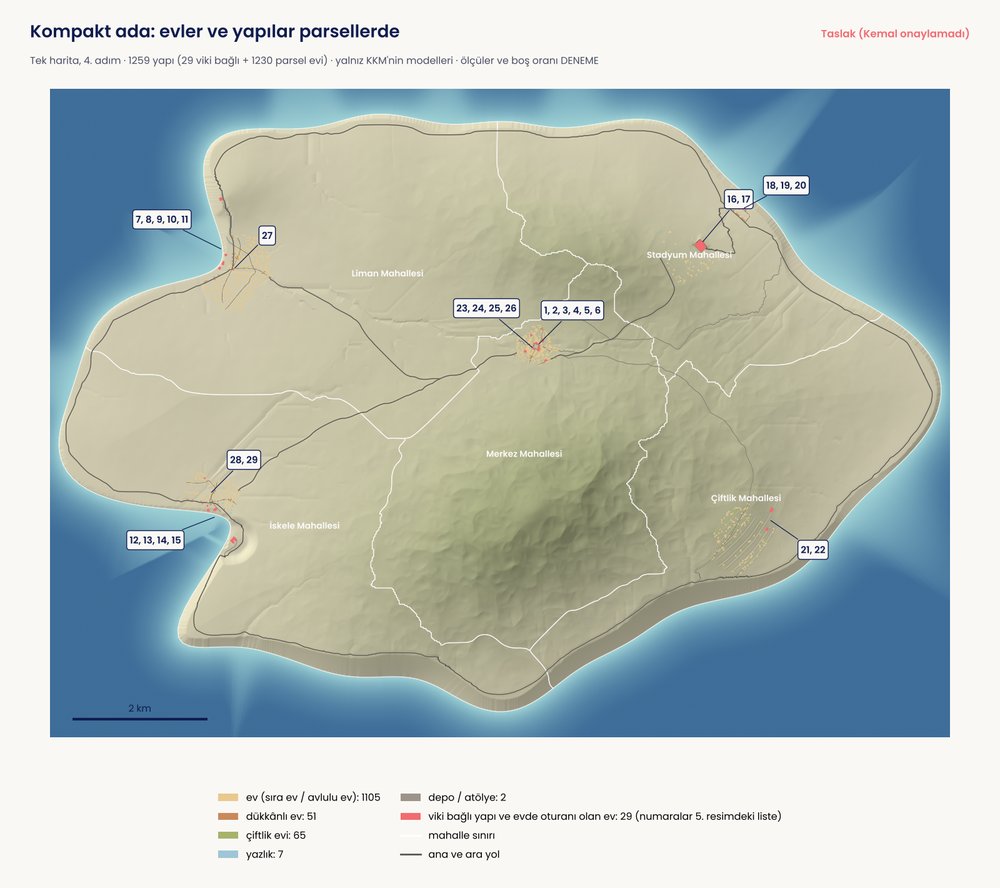 Kompakt ada: evler ve yapılar parsellerde
Taslak (Kemal onaylamadı)
Tek harita, 4. adım · 1259 yapı (29 viki bağlı + 1230 parsel evi) · yalnız KKM'nin modelleri · ölçüler ve boş oranı DENEME
18, 19, 20
16, 17
7, 8, 9, 10, 11
27
Stadyum Mahallesi
Liman Mahallesi
23, 24, 25, 26
1, 2, 3, 4, 5, 6
Merkez Mahallesi
28, 29
Çiftlik Mahallesi
İskele Mahallesi
12, 13, 14, 15
21, 22
2 km
ev (sıra ev / avlulu ev): 1105
dükkânlı ev: 51
çiftlik evi: 65
yazlık: 7
depo / atölye: 2
viki bağlı yapı ve evde oturanı olan ev: 29 (numaralar 5. resimdeki liste)
mahalle sınırı
ana ve ara yol